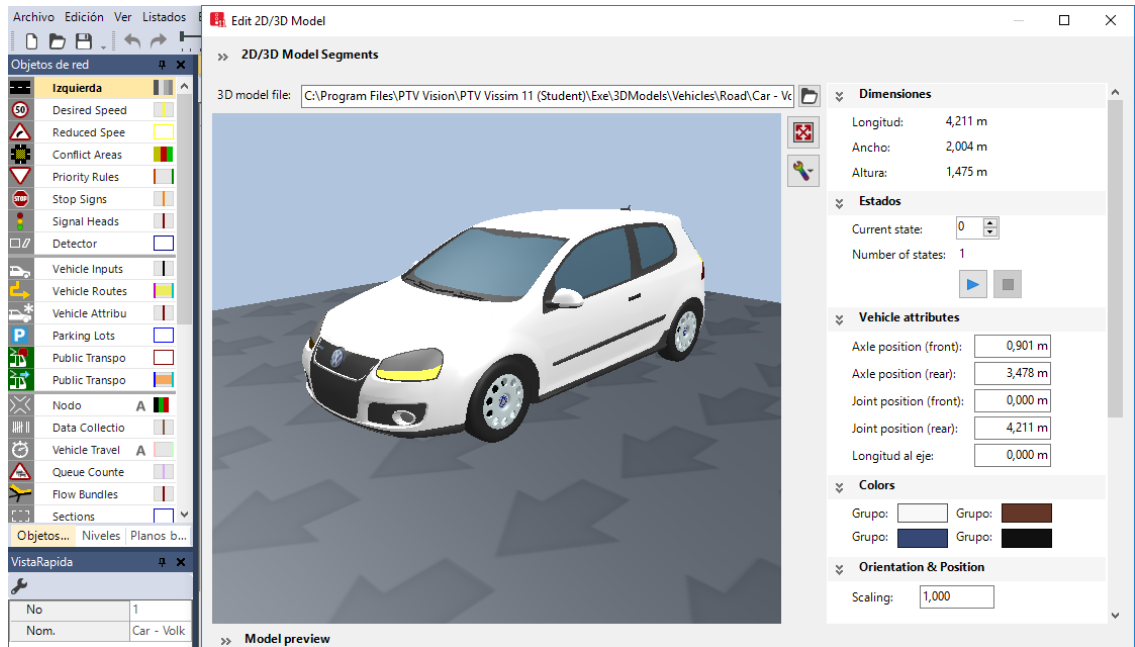 Archivo Edición Ver Listados
Edit 2D/3D Model
2D/3D Model Segments
Objetos de red
Izquierda
50 Desired Speed
Reduced Spee
Conflict Areas
Priority Rules
STOP Stop Signs
Signal Heads
Detector
Vehicle Inputs
Vehicle Routes
Vehicle Attribu
P Parking Lots
Public Transpo
Public Transpo
Nodo A
Data Collectio
Vehicle Travel A
Queue Counte
Flow Bundles
Sections
Objetos... Niveles Planos b...
VistaRapida
No 1
Nom. Car - Volk
3D model file: C:\Program Files\PTV Vision\PTV Vissim 11 (Student)\Exe\3DModels\Vehicles\Road\Car - Vc
Dimensiones
Longitud: 4,211 m
Ancho: 2,004 m
Altura: 1,475 m
Estados
Current state: 0
Number of states: 1
Vehicle attributes
Axle position (front): 0,901 m
Axle position (rear): 3,478 m
Joint position (front): 0,000 m
Joint position (rear): 4,211 m
Longitud al eje: 0,000 m
Colors
Grupo: Grupo:
Grupo: Grupo:
Orientation & Position
Scaling: 1,000
Model preview